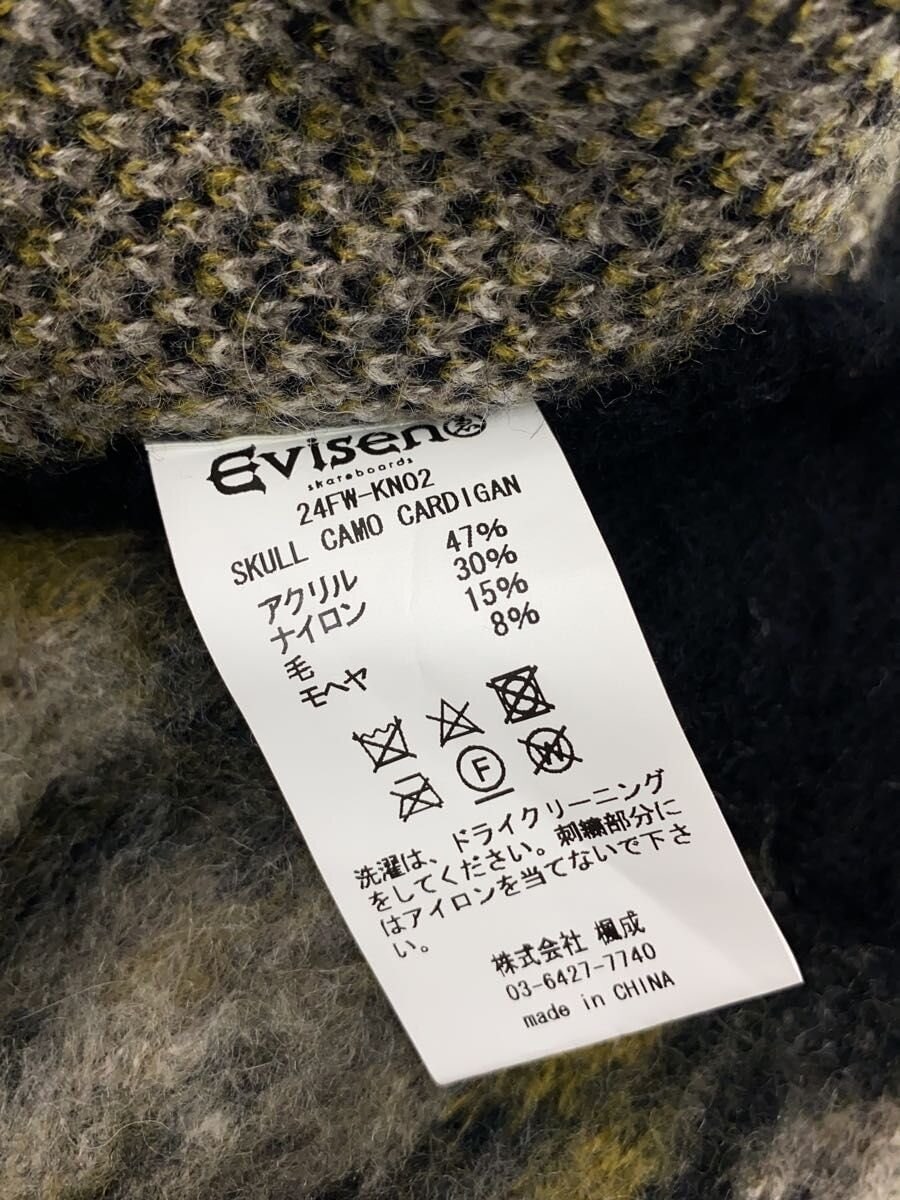 Evisen
skateboards
24FW-KN02
SKULL CAMO CARDIGAN
アクリル 47%
ナイロン 30%
毛 15%
モヘヤ 8%
F W
洗濯は、ドライクリーニング
をしてください。刺繍部分に
はアイロンを当てないで下さ
い。
株式会社 楓成
03-6427-7740
made in CHINA